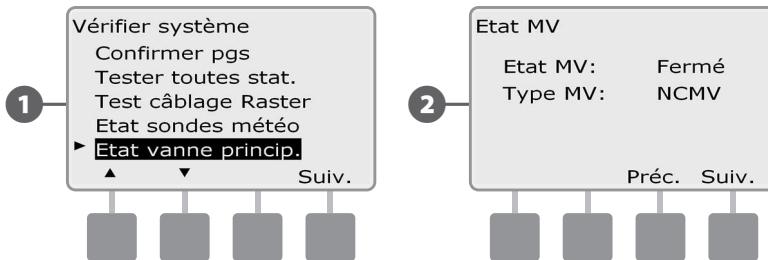 Vérifier système
Confirmer pgs
Tester toutes stat.
Test câblage Raster
Etat sondes météo
► Etat vanne princip.
▲ ▼ Suiv.
1
Etat MV
Etat MV: Fermé
Type MV: NCMV
Préc. Suiv.
2